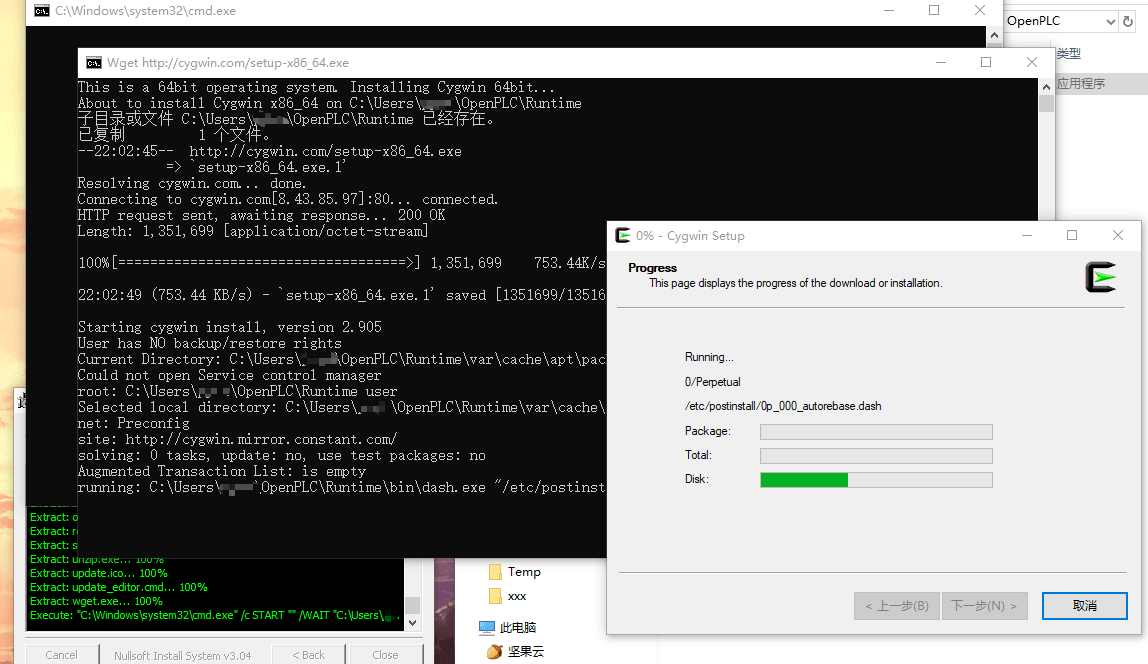 C:\Windows\system32\cmd.exe
OpenPLC
类型
应用程序
Wget http://cygwin.com/setup-x86_64.exe
This is a 64bit operating system. Installing Cygwin 64bit...
About to install Cygwin x86_64 on C:\Users\ \OpenPLC\Runtime
子目录或文件 C:\Users\ \OpenPLC\Runtime 已经存在。
已复制 1 个文件。
--22:02:45-- http://cygwin.com/setup-x86_64.exe
=> `setup-x86_64.exe.1'
Resolving cygwin.com... done.
Connecting to cygwin.com[8.43.85.97]:80... connected.
HTTP request sent, awaiting response... 200 OK
Length: 1,351,699 [application/octet-stream]
100%[====================================>] 1,351,699 753.44K/s
22:02:49 (753.44 KB/s) - `setup-x86_64.exe.1' saved [1351699/13516
Starting cygwin install, version 2.905
User has NO backup/restore rights
Current Directory: C:\Users\ \OpenPLC\Runtime\var\cache\apt\pac
Could not open Service control manager
root: C:\Users\ \OpenPLC\Runtime user
Selected local directory: C:\Users\ \OpenPLC\Runtime\var\cache\
net: Preconfig
site: http://cygwin.mirror.constant.com/
solving: 0 tasks, update: no, use test packages: no
Augmented Transaction List: is empty
running: C:\Users\ \OpenPLC\Runtime\bin\dash.exe "/etc/postinst
0% - Cygwin Setup
Progress
This page displays the progress of the download or installation.
Running...
0/Perpetual
/etc/postinstall/0p_000_autorebase.dash
Package:
Total:
Disk:
< 上一步(B)
下一步(N) >
取消
Extract: o
Extract: r
Extract: s
Extract: unzip.exe... 100%
Extract: update.ico... 100%
Extract: update_editor.cmd... 100%
Extract: wget.exe... 100%
Execute: "C:\Windows\system32\cmd.exe" /c START "" /WAIT "C:\Users\
Cancel
Nullsoft Install System v3.04
< Back
Close
Temp
xxx
此电脑
坚果云